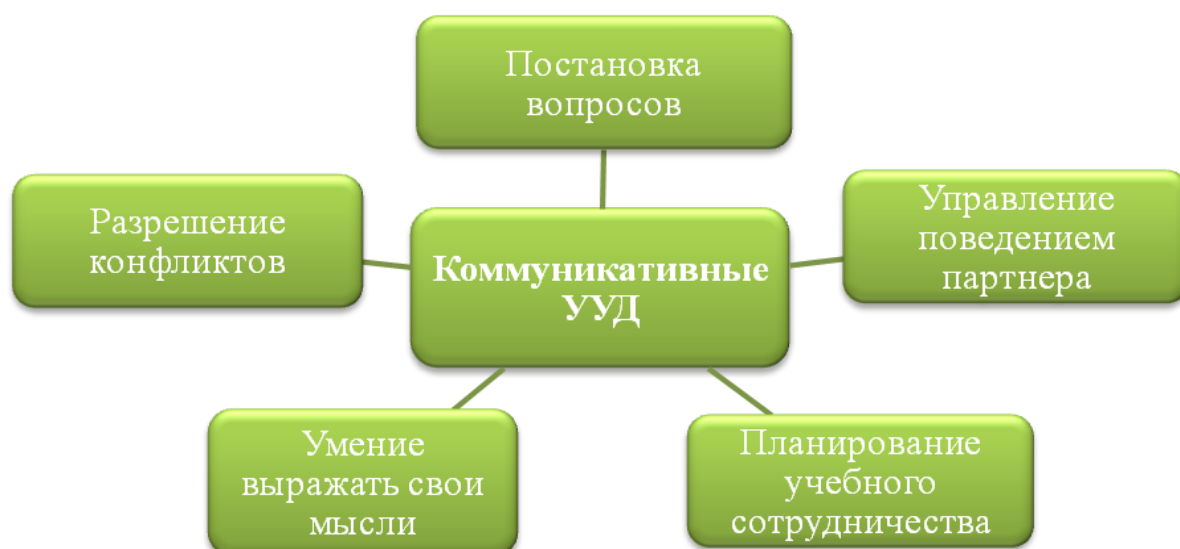 Постановка
вопросов
Разрешение
конфликтов
Коммуникативные
УУД
Управление
поведением
партнера
Умение
выражать свои
мысли
Планирование
учебного
сотрудничества